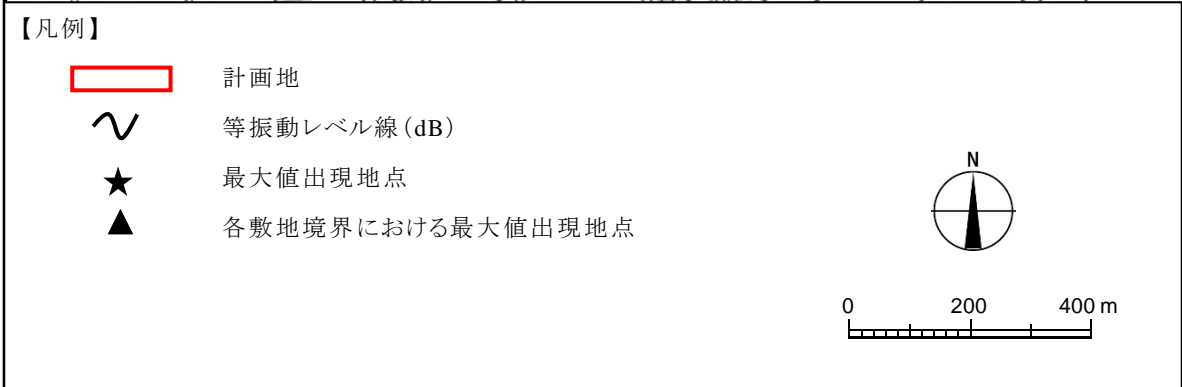 【凡例】
計画地
等振動レベル線(dB)
最大値出現地点
各敷地境界における最大値出現地点
N
0 200 400 m